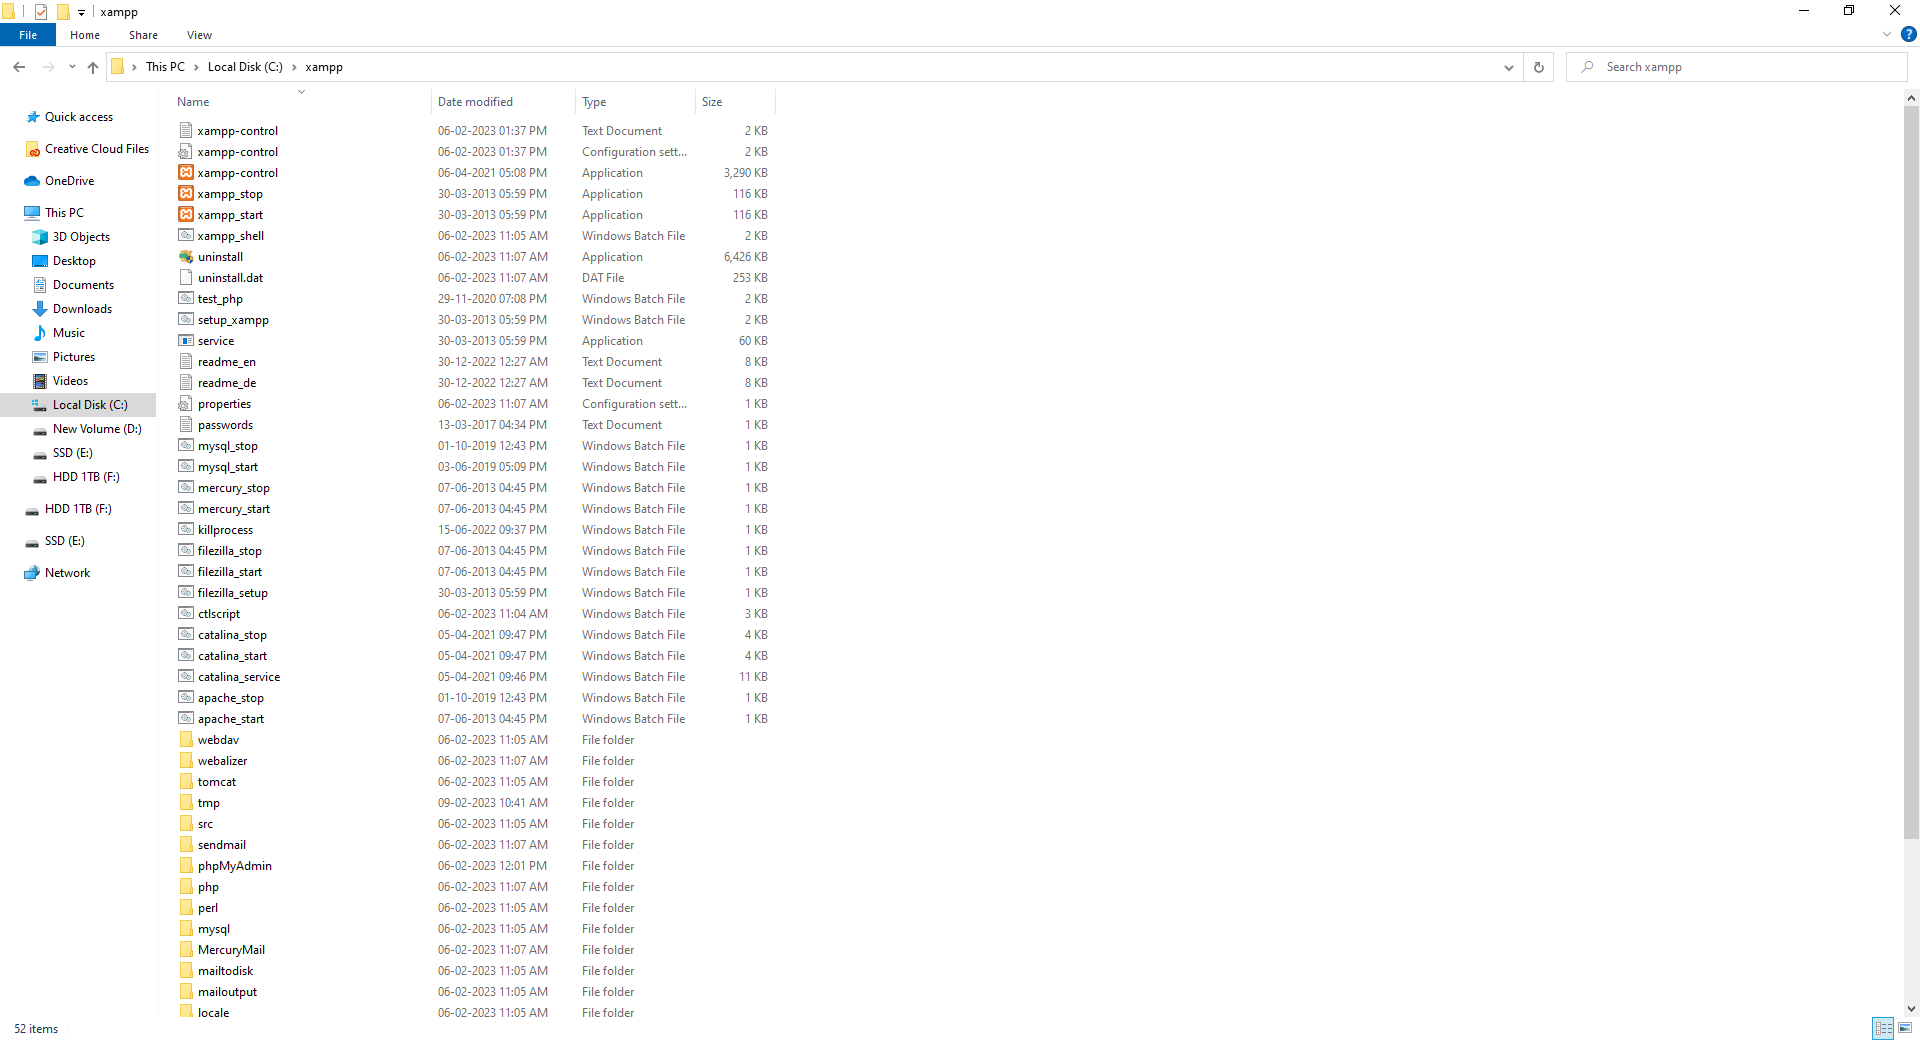 xampp
File Home Share View
This PC Local Disk (C:) xampp Search xampp
Name Date modified Type Size
Quick access
Creative Cloud Files
OneDrive
This PC
3D Objects
Desktop
Documents
Downloads
Music
Pictures
Videos
Local Disk (C:)
New Volume (D:)
SSD (E:)
HDD 1TB (F:)
HDD 1TB (F:)
SSD (E:)
Network
xampp-control 06-02-2023 01:37 PM Text Document 2 KB
xampp-control 06-02-2023 01:37 PM Configuration sett... 2 KB
xampp-control 06-04-2021 05:08 PM Application 3,290 KB
xampp_stop 30-03-2013 05:59 PM Application 116 KB
xampp_start 30-03-2013 05:59 PM Application 116 KB
xampp_shell 06-02-2023 11:05 AM Windows Batch File 2 KB
uninstall 06-02-2023 11:07 AM Application 6,426 KB
uninstall.dat 06-02-2023 11:07 AM DAT File 253 KB
test_php 29-11-2020 07:08 PM Windows Batch File 2 KB
setup_xampp 30-03-2013 05:59 PM Windows Batch File 2 KB
service 30-03-2013 05:59 PM Application 60 KB
readme_en 30-12-2022 12:27 AM Text Document 8 KB
readme_de 30-12-2022 12:27 AM Text Document 8 KB
properties 06-02-2023 11:07 AM Configuration sett... 1 KB
passwords 13-03-2017 04:34 PM Text Document 1 KB
mysql_stop 01-10-2019 12:43 PM Windows Batch File 1 KB
mysql_start 03-06-2019 05:09 PM Windows Batch File 1 KB
mercury_stop 07-06-2013 04:45 PM Windows Batch File 1 KB
mercury_start 07-06-2013 04:45 PM Windows Batch File 1 KB
killprocess 15-06-2022 09:37 PM Windows Batch File 1 KB
filezilla_stop 07-06-2013 04:45 PM Windows Batch File 1 KB
filezilla_start 07-06-2013 04:45 PM Windows Batch File 1 KB
filezilla_setup 30-03-2013 05:59 PM Windows Batch File 1 KB
ctlscript 06-02-2023 11:04 AM Windows Batch File 3 KB
catalina_stop 05-04-2021 09:47 PM Windows Batch File 4 KB
catalina_start 05-04-2021 09:47 PM Windows Batch File 4 KB
catalina_service 05-04-2021 09:46 PM Windows Batch File 11 KB
apache_stop 01-10-2019 12:43 PM Windows Batch File 1 KB
apache_start 07-06-2013 04:45 PM Windows Batch File 1 KB
webdav 06-02-2023 11:05 AM File folder
webalizer 06-02-2023 11:07 AM File folder
tomcat 06-02-2023 11:05 AM File folder
tmp 09-02-2023 10:41 AM File folder
src 06-02-2023 11:05 AM File folder
sendmail 06-02-2023 11:07 AM File folder
phpMyAdmin 06-02-2023 12:01 PM File folder
php 06-02-2023 11:07 AM File folder
perl 06-02-2023 11:05 AM File folder
mysql 06-02-2023 11:05 AM File folder
MercuryMail 06-02-2023 11:07 AM File folder
mailtodisk 06-02-2023 11:05 AM File folder
mailoutput 06-02-2023 11:05 AM File folder
locale 06-02-2023 11:05 AM File folder
52 items